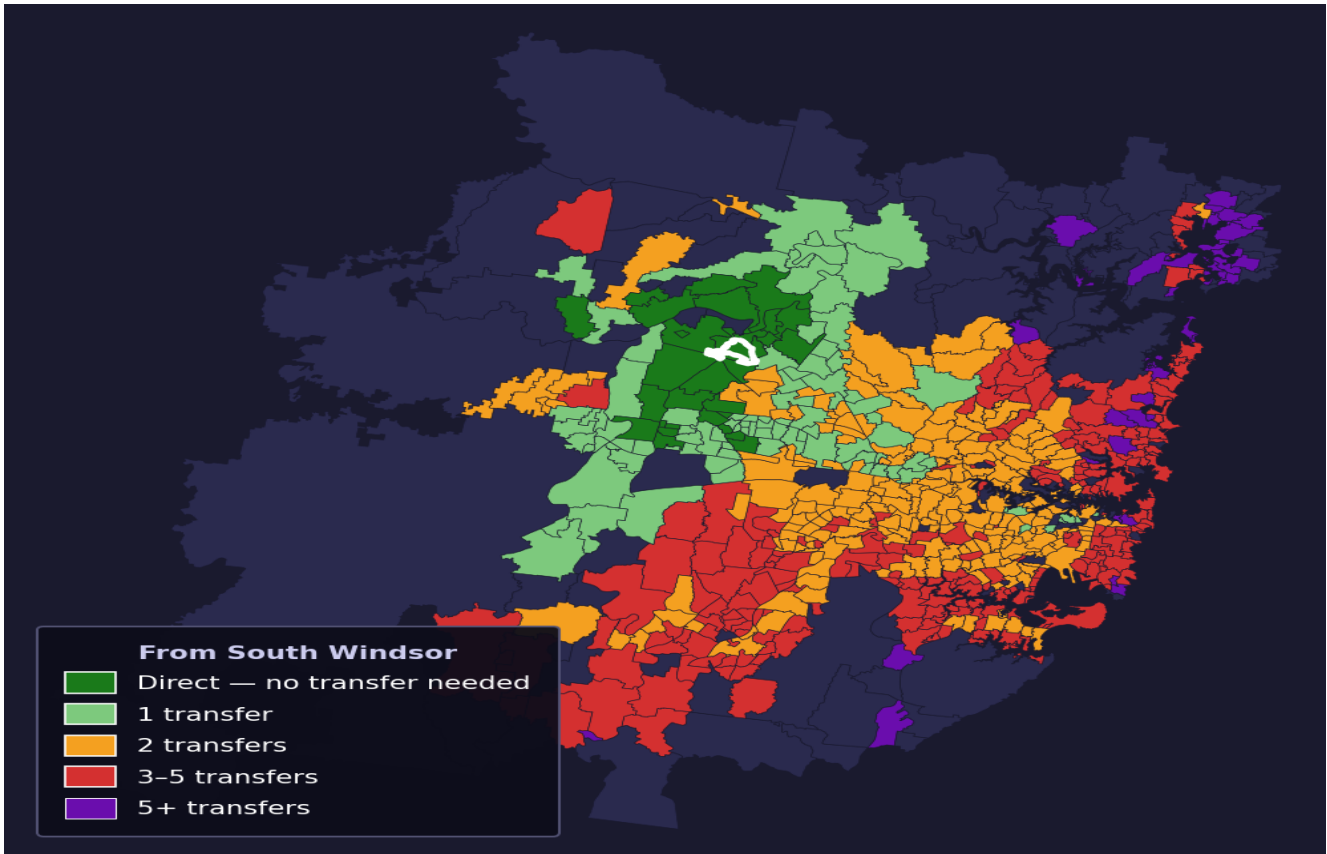 From South Windsor
Direct — no transfer needed
1 transfer
2 transfers
3–5 transfers
5+ transfers